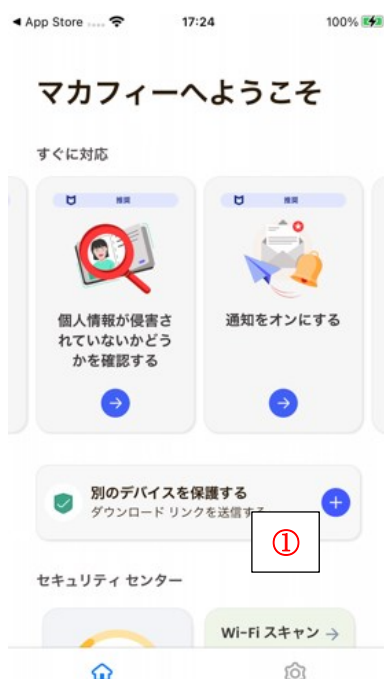 ◀ App Store 17:24 100%
マカフィーへようこそ
すぐに対応
推奨
個人情報が侵害さ
れていないかどう
かを確認する
推奨
通知をオンにする
別のデバイスを保護する
ダウンロード リンクを送信する
①
セキュリティ センター
Wi-Fi スキャン →